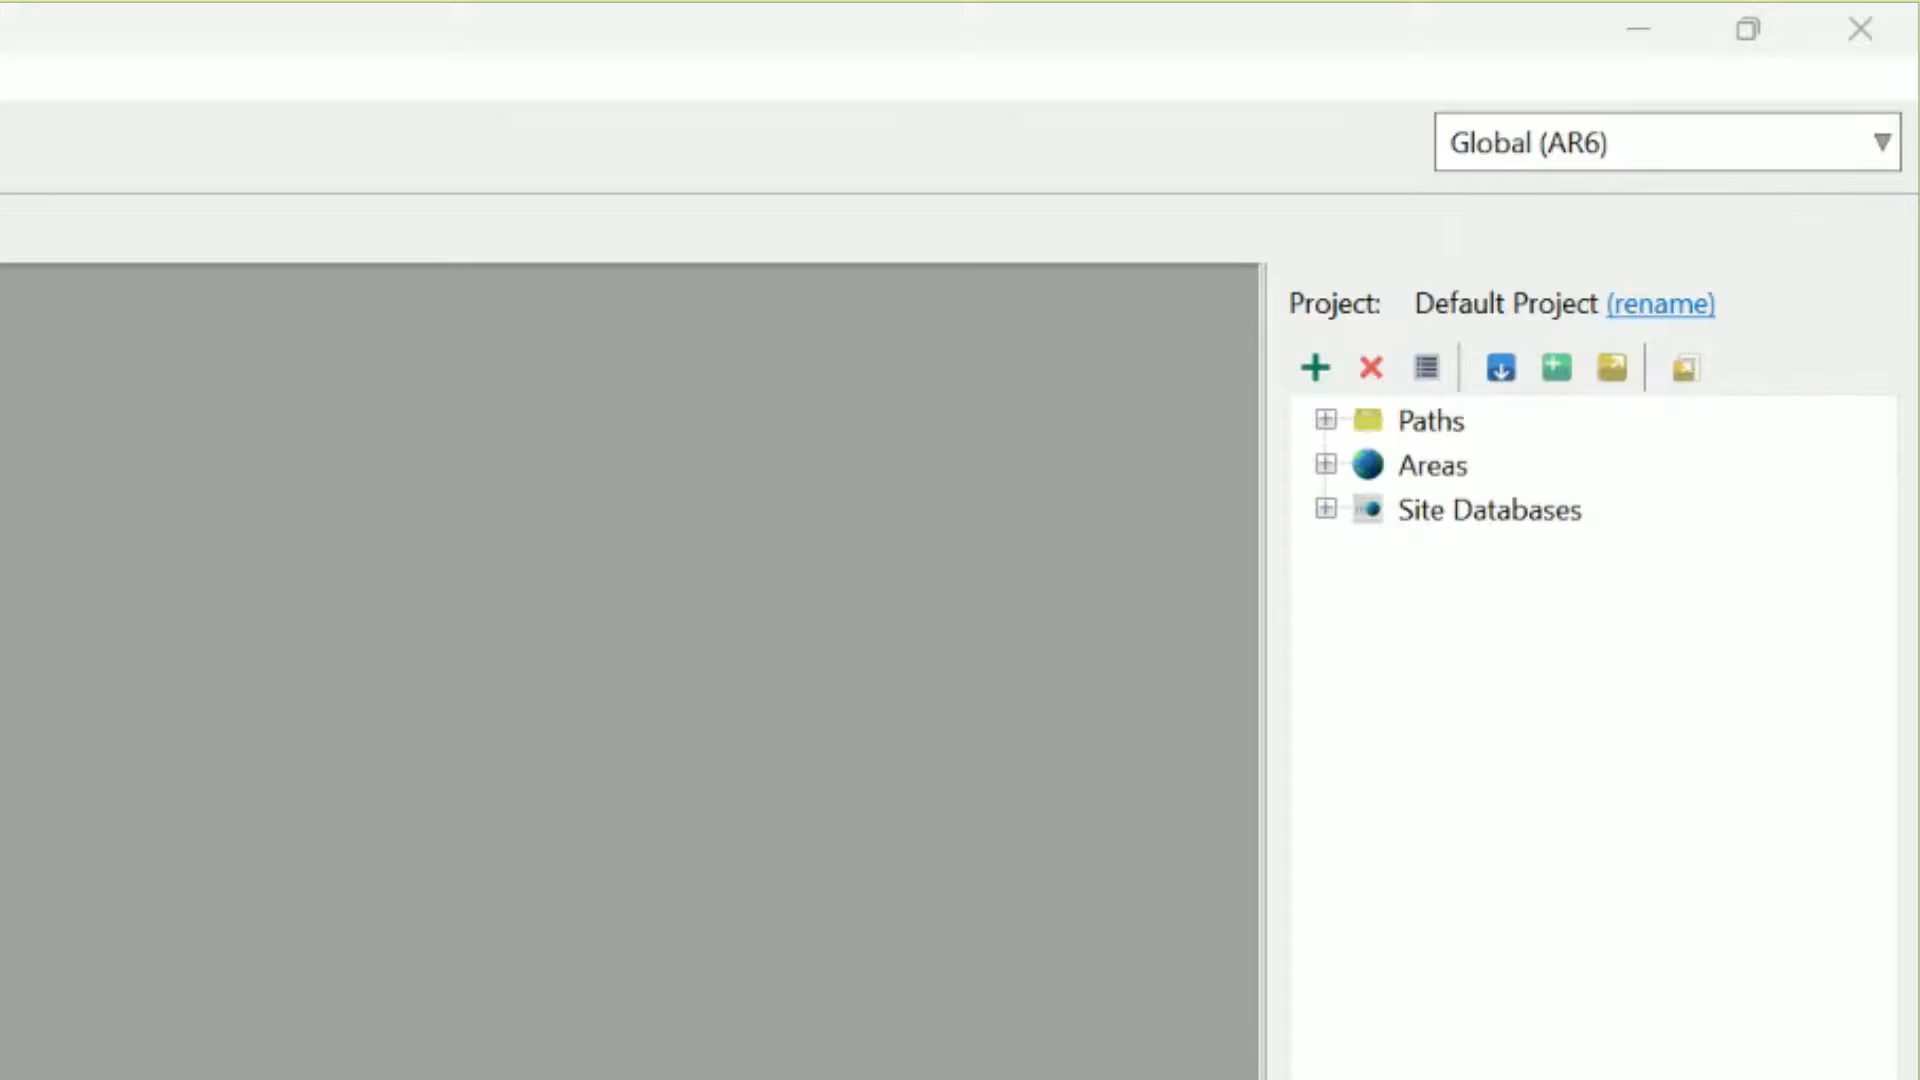 Global (AR6)
Project: Default Project (rename)
Paths
Areas
Site Databases